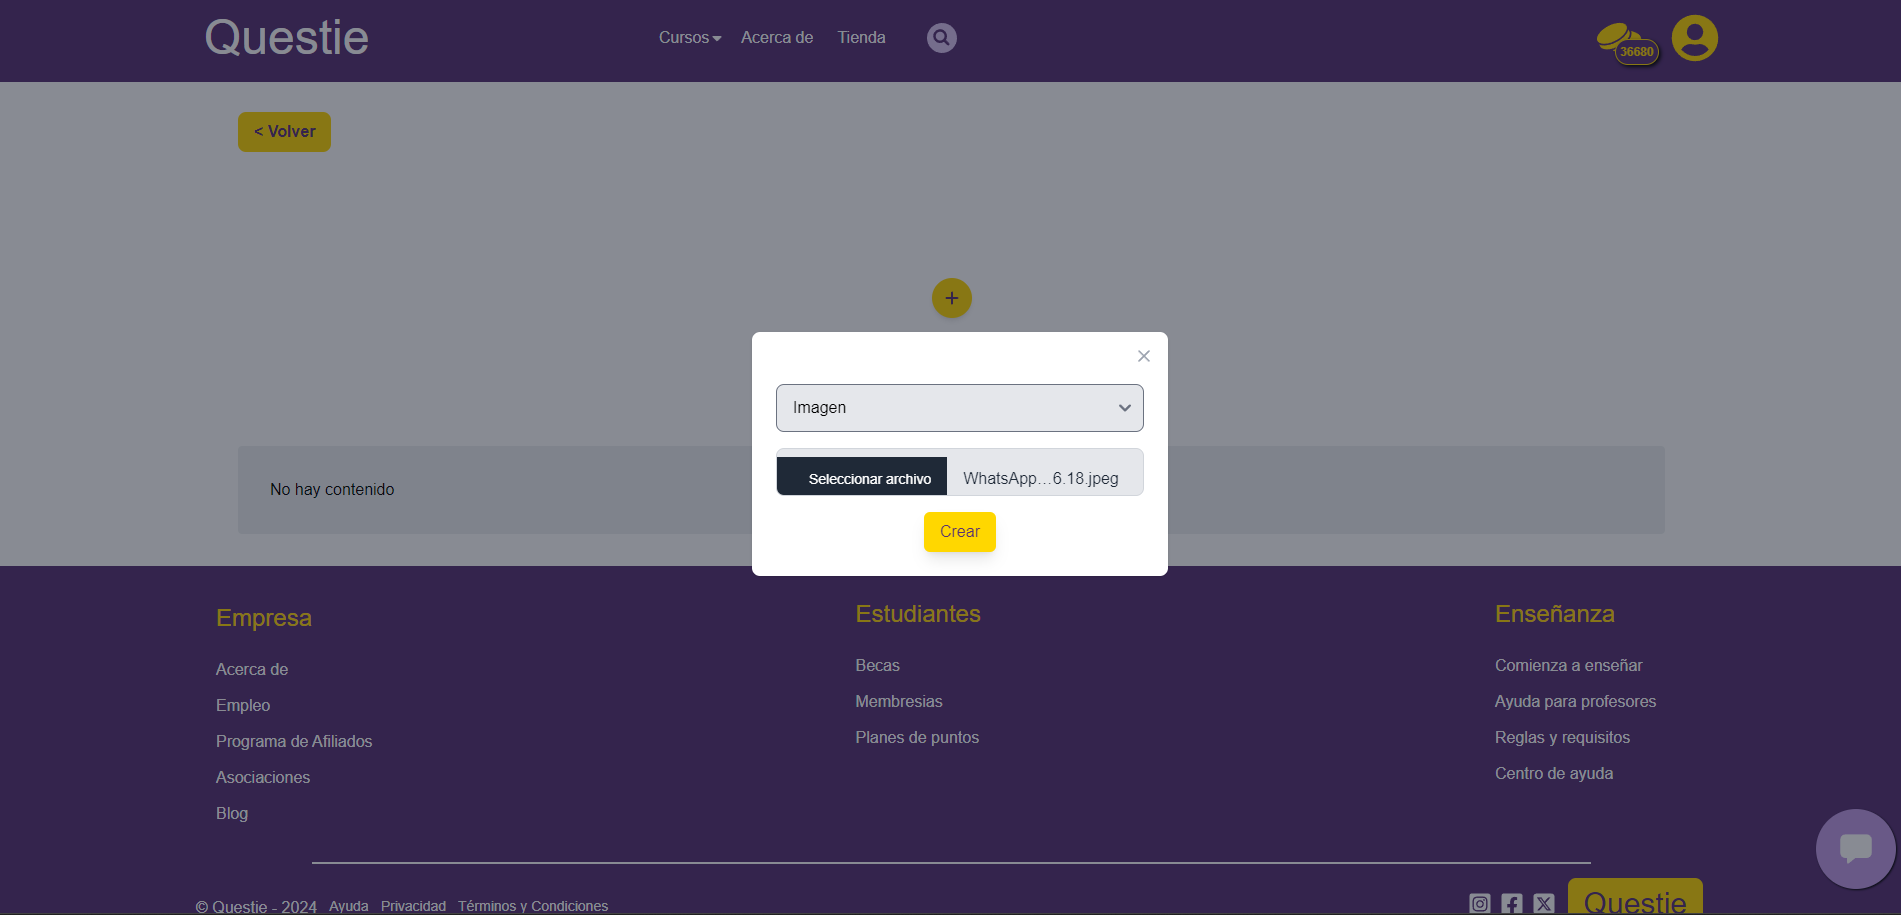 Questie
Cursos Acerca de Tienda
36680
< Volver
+
Imagen
Seleccionar archivo WhatsApp...6.18.jpeg
Crear
No hay contenido
Empresa
Acerca de
Empleo
Programa de Afiliados
Asociaciones
Blog
Estudiantes
Becas
Membresias
Planes de puntos
Enseñanza
Comienza a enseñar
Ayuda para profesores
Reglas y requisitos
Centro de ayuda
© Questie - 2024 Ayuda Privacidad Términos y Condiciones
Questie